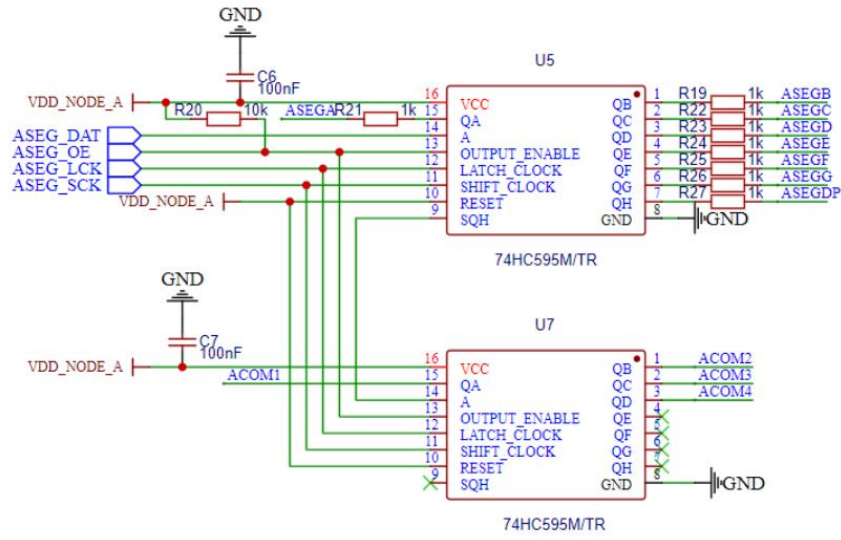 GND
C6
100nF
U5
VDD_NODE_A
R20 10k
ASEGA R21 1k
ASEG_DAT
ASEG_OE
ASEG_LCK
ASEG_SCK
VDD_NODE_A
16 VCC
15 QA
14 A
13 OUTPUT_ENABLE
12 LATCH_CLOCK
11 SHIFT_CLOCK
10 RESET
9 SQH
QB 1 R19 1k ASEGB
QC 2 R22 1k ASEGC
QD 3 R23 1k ASEGD
QE 4 R24 1k ASEGE
QF 5 R25 1k ASEGF
QG 6 R26 1k ASEGG
QH 7 R27 1k ASEGDP
GND 8 GND
74HC595M/TR
GND
C7
100nF
U7
VDD_NODE_A
ACOM1
16 VCC
15 QA
14 A
13 OUTPUT_ENABLE
12 LATCH_CLOCK
11 SHIFT_CLOCK
10 RESET
9 SQH
QB 1 ACOM2
QC 2 ACOM3
QD 3 ACOM4
QE 4
QF 5
QG 6
QH 7
GND 8 GND
74HC595M/TR